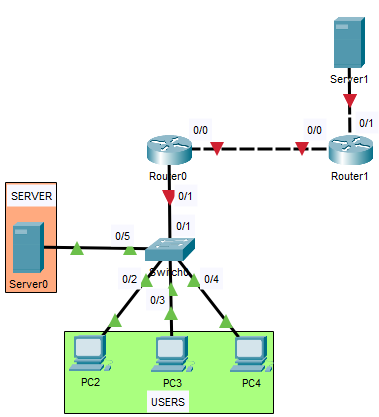 Server1
0/1
0/0
0/0
Router0
Router1
0/1
0/1
SERVER
0/5
Server0
Switch0
0/2
0/4
0/3
PC2
PC3
PC4
USERS